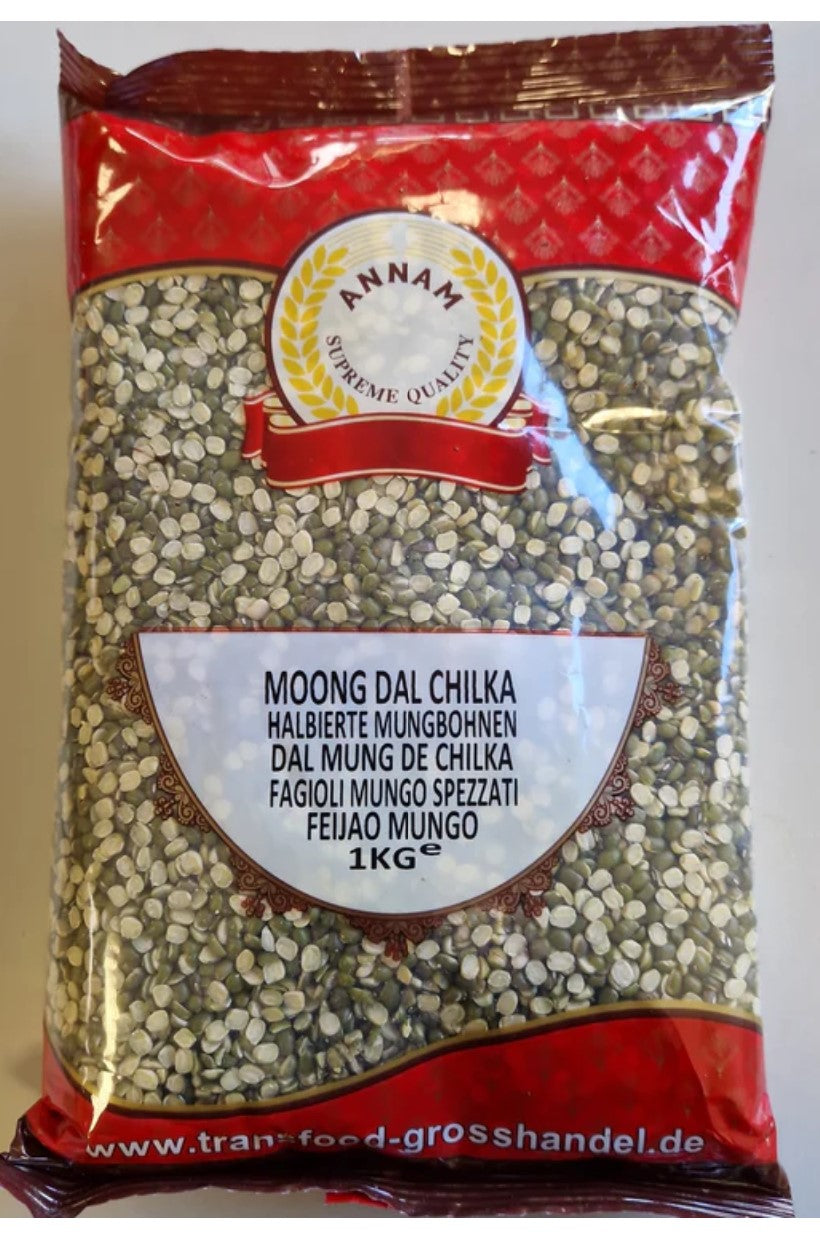 ANNAM
SUPREME QUALITY
MOONG DAL CHILKA
HALBIERTE MUNGBOHNEN
DAL MUNG DE CHILKA
FAGIOLI MUNGO SPEZZATI
FEIJAO MUNGO
1KG℮
www.transfood-grosshandel.de